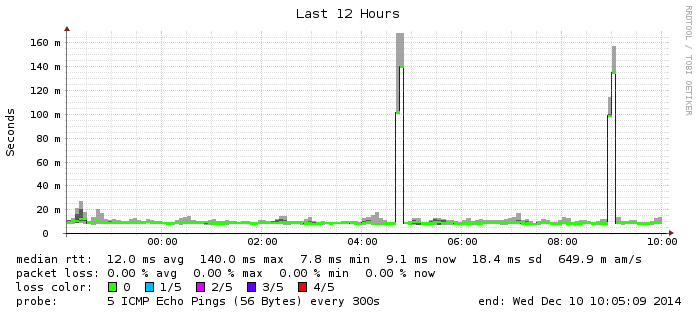 Last 12 Hours
RRDTOOL / TOBI OETIKER
Seconds
160 m
140 m
120 m
100 m
80 m
60 m
40 m
20 m
0
00:00 02:00 04:00 06:00 08:00 10:00
median rtt: 12.0 ms avg 140.0 ms max 7.8 ms min 9.1 ms now 18.4 ms sd 649.9 m am/s
packet loss: 0.00 % avg 0.00 % max 0.00 % min 0.00 % now
loss color: 0 1/5 2/5 3/5 4/5
probe: 5 ICMP Echo Pings (56 Bytes) every 300s end: Wed Dec 10 10:05:09 2014